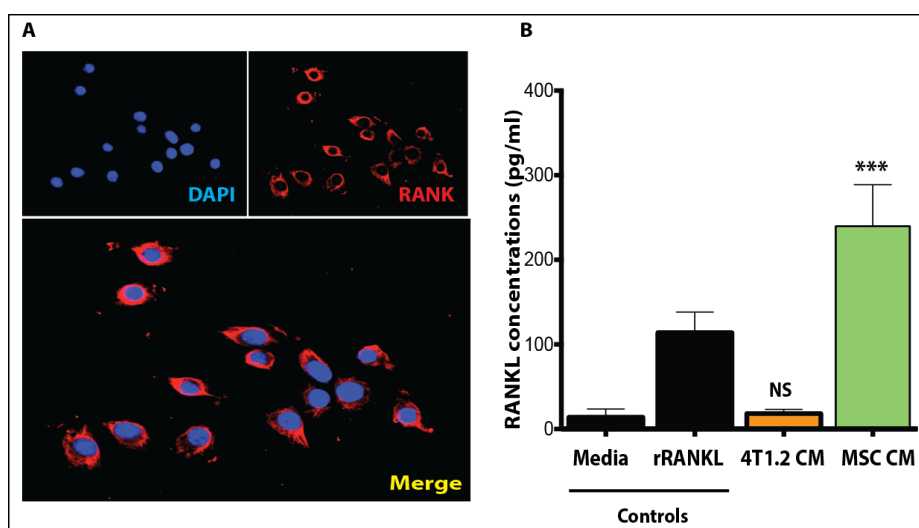 A
DAPI
RANK
Merge
B
RANKL concentrations (pg/ml)
400
300
200
100
0
NS
***
Media rRANKL 4T1.2 CM MSC CM
Controls